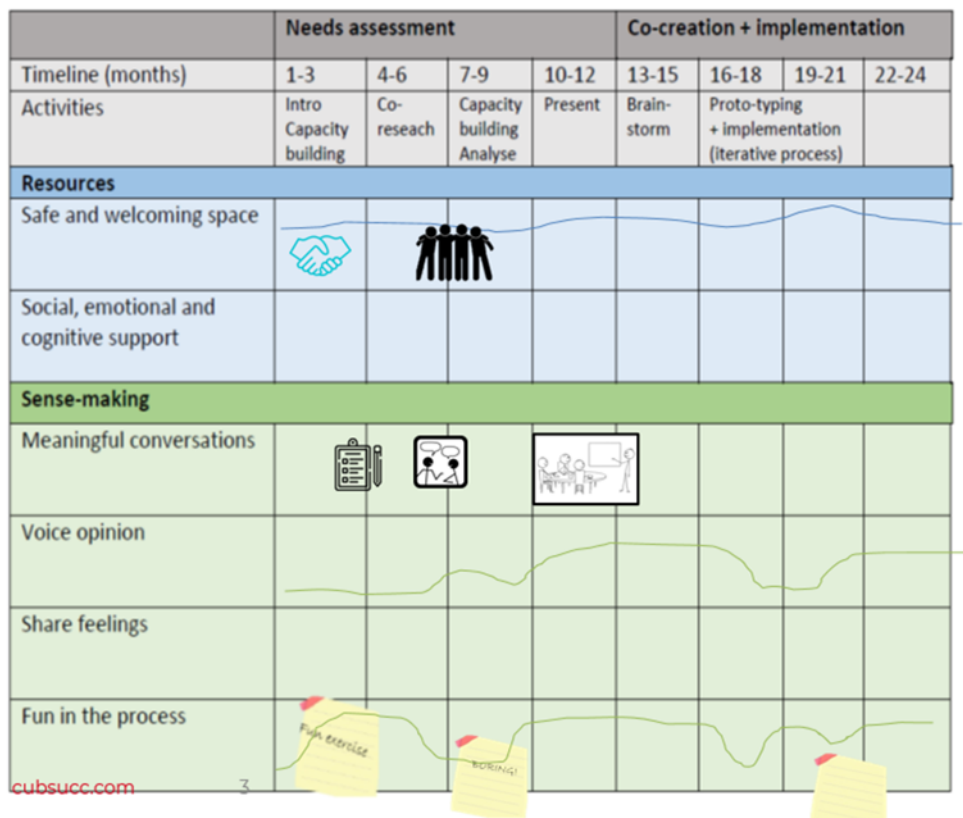 Needs assessment Co-creation + implementation
Timeline (months) 1-3 4-6 7-9 10-12 13-15 16-18 19-21 22-24
Activities Intro Co- Capacity Present Brain- Proto-typing
Capacity reseach building storm + implementation
building Analyse (iterative process)
Resources
Safe and welcoming space
Social, emotional and
cognitive support
Sense-making
Meaningful conversations
Voice opinion
Share feelings
Fun in the process
Fun exercise
BORING!
cubsucc.com 3